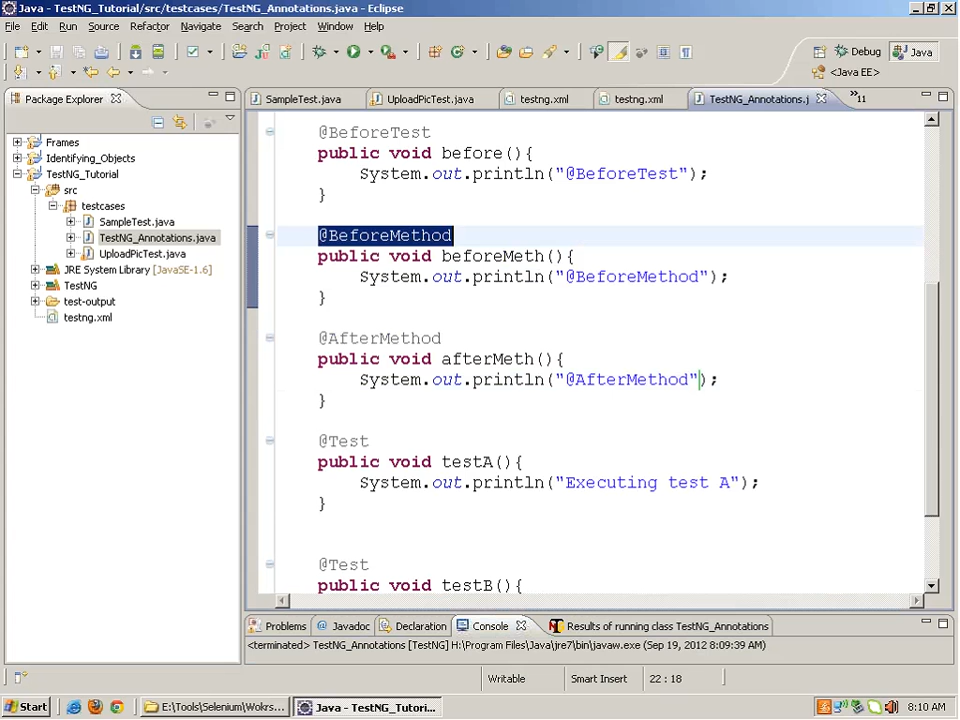 Java - TestNG_Tutorial/src/testcases/TestNG_Annotations.java - Eclipse
File Edit Run Source Refactor Navigate Search Project Window Help
Debug Java
<Java EE>
Package Explorer SampleTest.java UploadPicTest.java testng.xml testng.xml TestNG_Annotations.j »11
Frames
Identifying_Objects
TestNG_Tutorial
src
testcases
SampleTest.java
TestNG_Annotations.java
UploadPicTest.java
JRE System Library [JavaSE-1.6]
TestNG
test-output
testng.xml
@BeforeTest
public void before(){
System.out.println("@BeforeTest");
}
@BeforeMethod
public void beforeMeth(){
System.out.println("@BeforeMethod");
}
@AfterMethod
public void afterMeth(){
System.out.println("@AfterMethod");
}
@Test
public void testA(){
System.out.println("Executing test A");
}
@Test
public void testB(){
Problems Javadoc Declaration Console Results of running class TestNG_Annotations
<terminated> TestNG_Annotations [TestNG] H:\Program Files\Java\jre7\bin\javaw.exe (Sep 19, 2012 8:09:39 AM)
Writable Smart Insert 22 : 18
Start E:\Tools\Selenium\Wokrs... Java - TestNG_Tutori... 8:10 AM